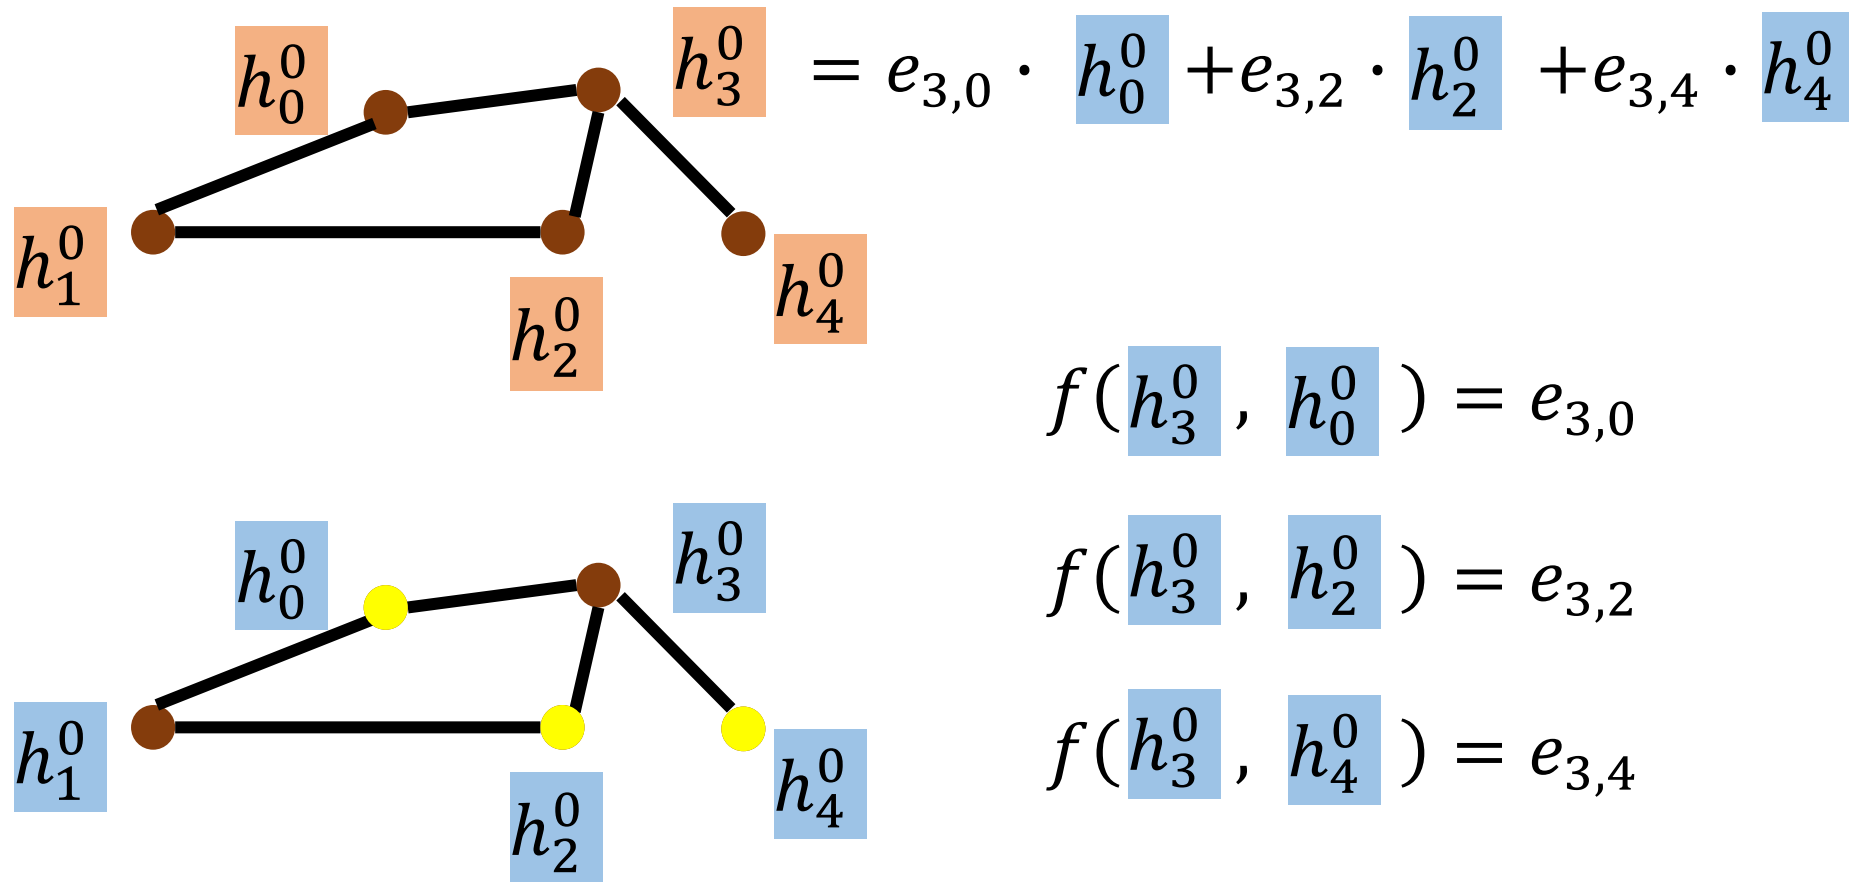 h_0^0
h_3^0 = e_{3,0} · h_0^0 +e_{3,2} · h_2^0 +e_{3,4} · h_4^0
h_1^0
h_2^0
h_4^0
f(h_3^0 , h_0^0 ) = e_{3,0}
h_0^0
h_3^0
f(h_3^0 , h_2^0 ) = e_{3,2}
h_1^0
h_2^0
h_4^0
f(h_3^0 , h_4^0 ) = e_{3,4}